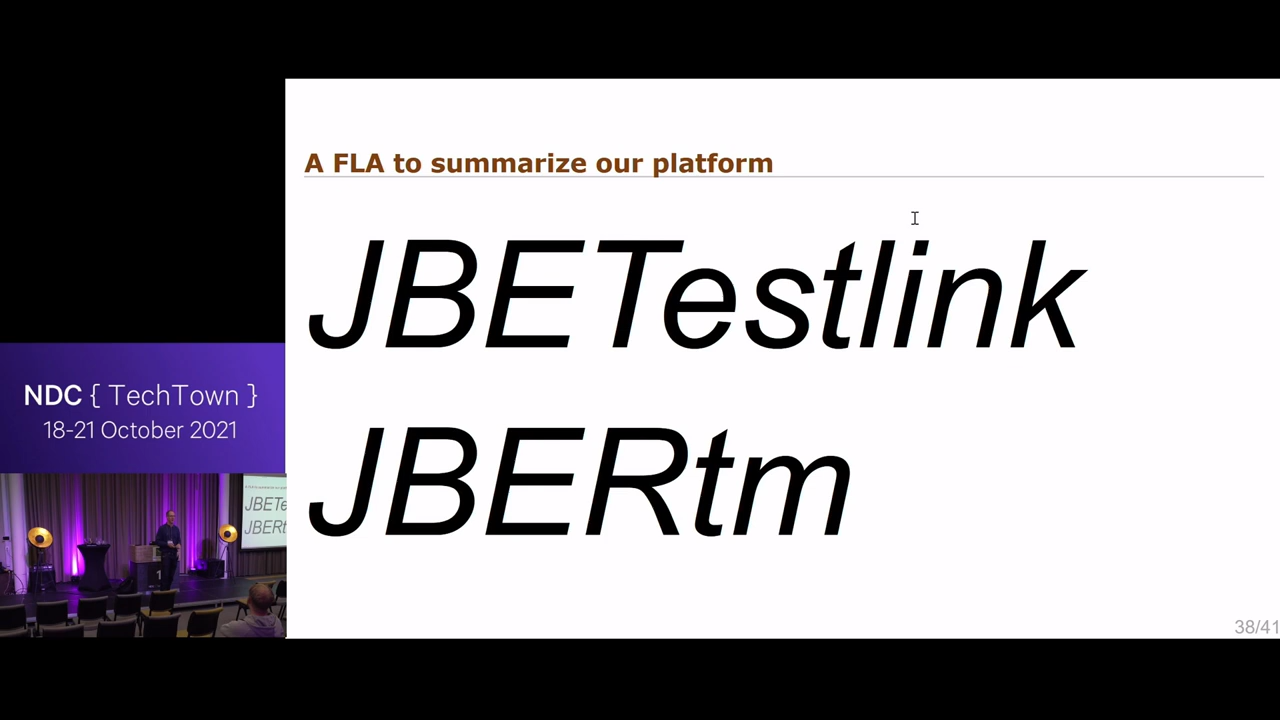 A FLA to summarize our platform
JBETestlink
JBERtm
NDC { TechTown }
18-21 October 2021
38/41